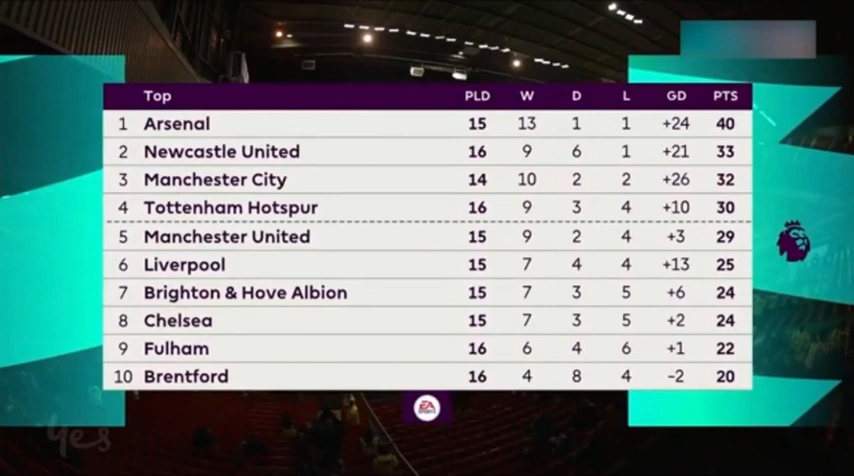 Top PLD W D L GD PTS
1 Arsenal 15 13 1 1 +24 40
2 Newcastle United 16 9 6 1 +21 33
3 Manchester City 14 10 2 2 +26 32
4 Tottenham Hotspur 16 9 3 4 +10 30
5 Manchester United 15 9 2 4 +3 29
6 Liverpool 15 7 4 4 +13 25
7 Brighton & Hove Albion 15 7 3 5 +6 24
8 Chelsea 15 7 3 5 +2 24
9 Fulham 16 6 4 6 +1 22
10 Brentford 16 4 8 4 -2 20
EA
SPORTS
yes